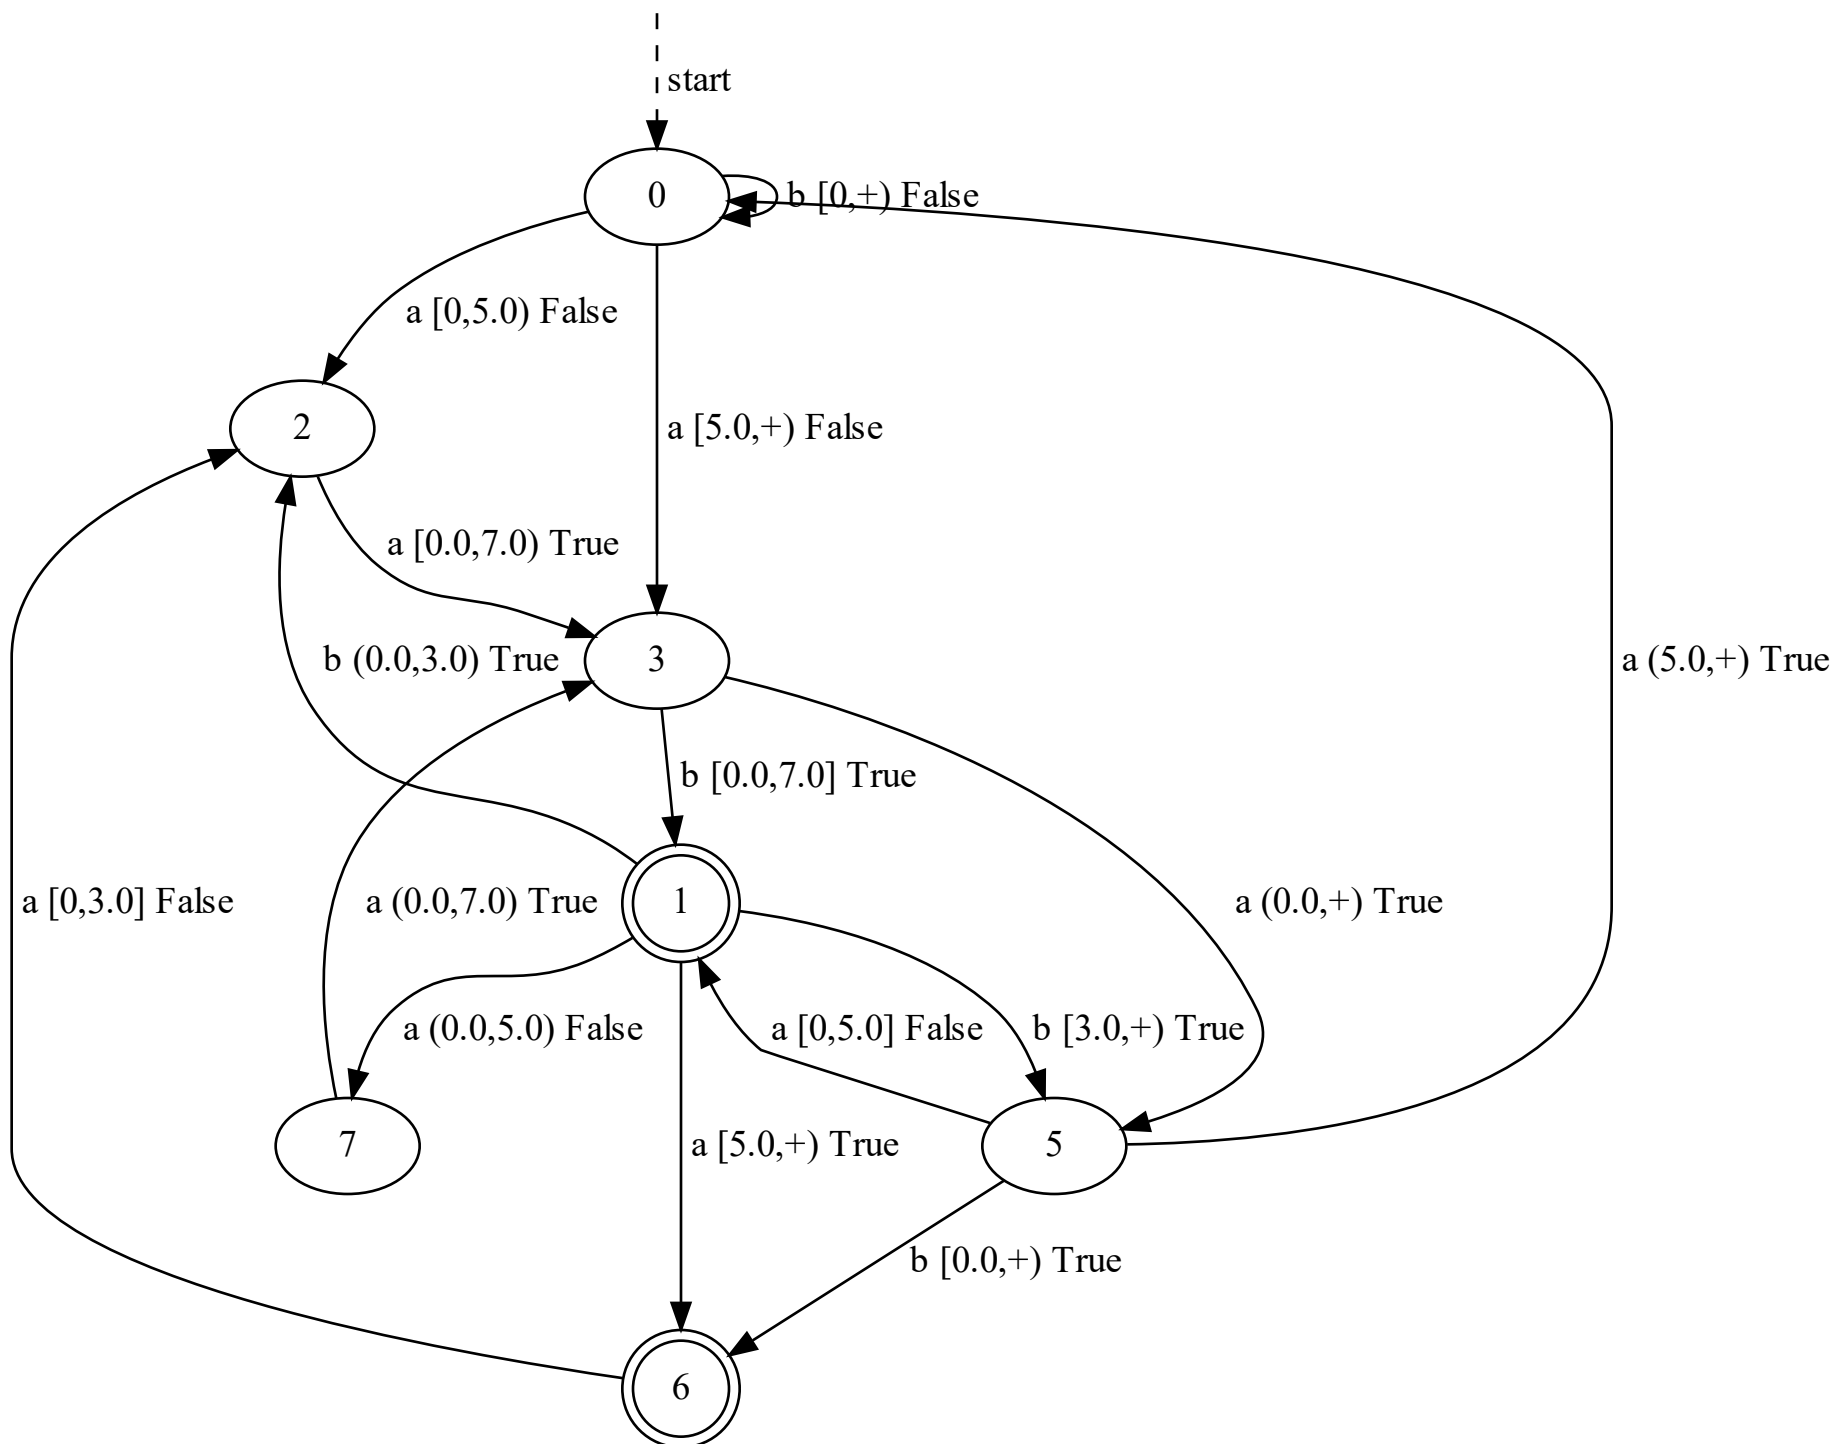 start
0
b [0,+) False
a [0,5.0) False
2
a [5.0,+) False
a [0.0,7.0) True
b (0.0,3.0) True
3
a (5.0,+) True
b [0.0,7.0] True
a [0,3.0] False
a (0.0,7.0) True
1
a (0.0,+) True
a (0.0,5.0) False
a [0,5.0] False
b [3.0,+) True
7
a [5.0,+) True
5
b [0.0,+) True
6